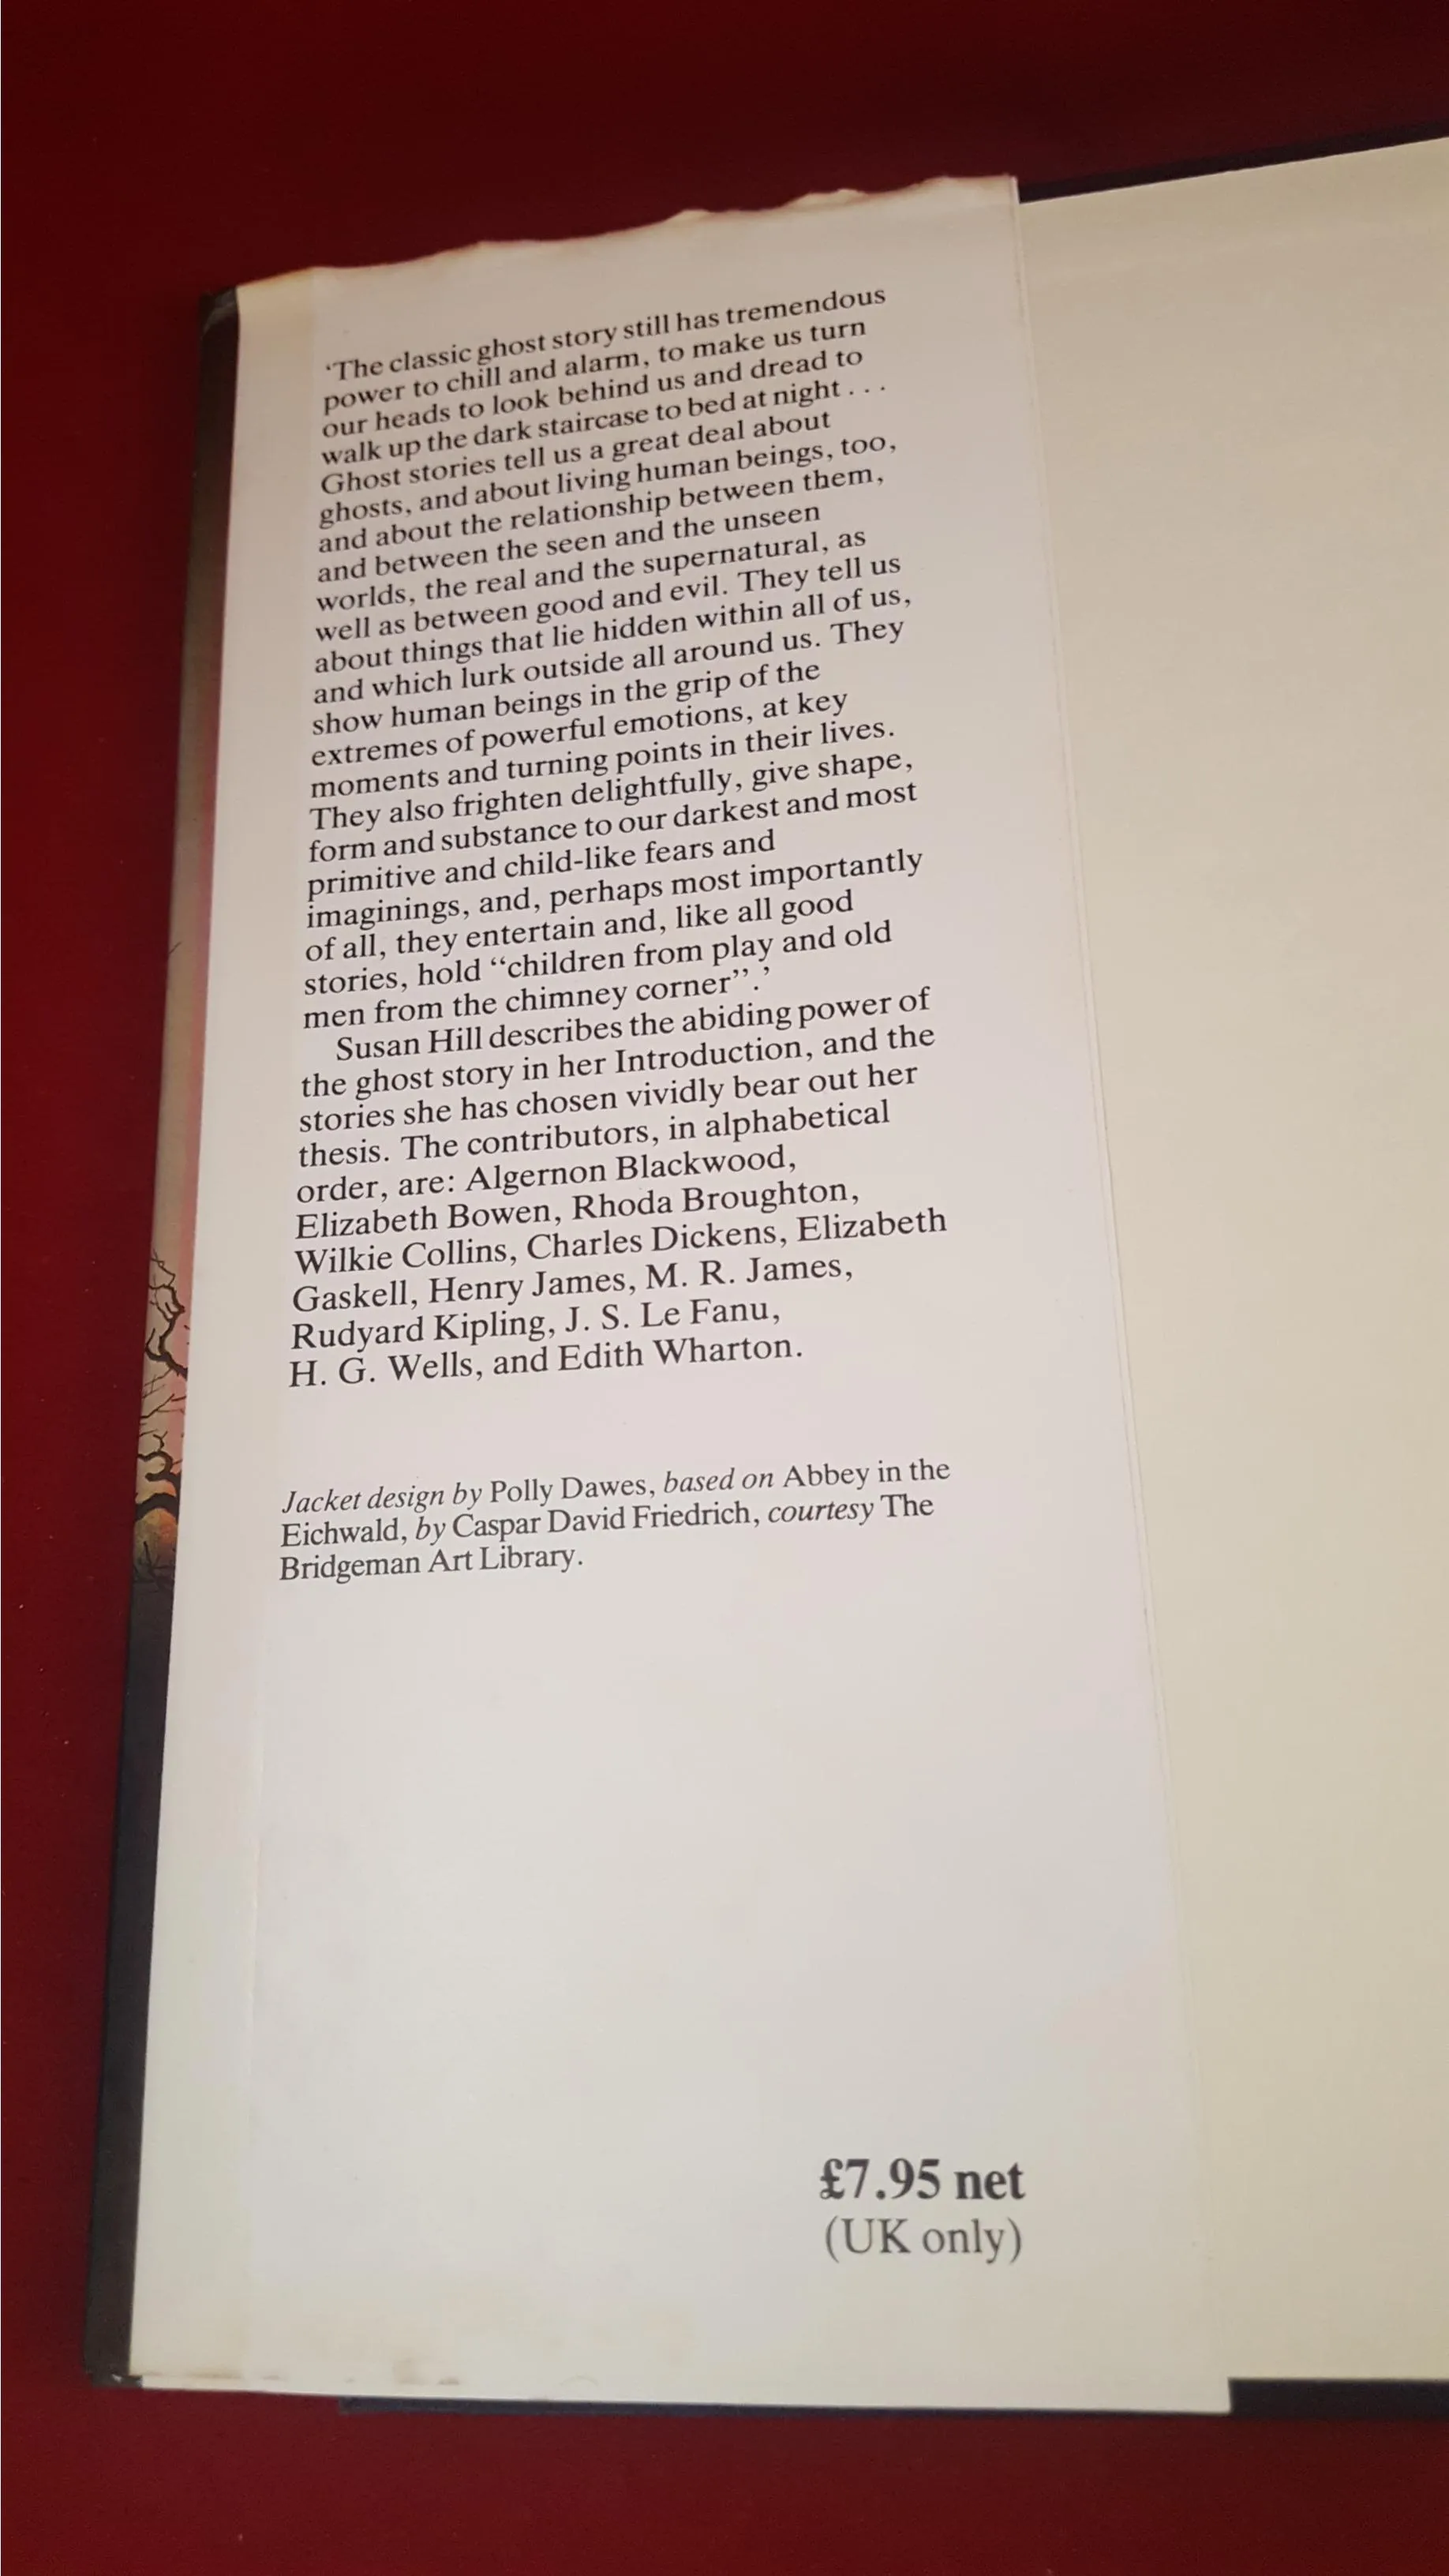 ‘The classic ghost story still has tremendous
power to chill and alarm, to make us turn
our heads to look behind us and dread to
walk up the dark staircase to bed at night . . .
Ghost stories tell us a great deal about
ghosts, and about living human beings, too,
and about the relationship between them,
and between the seen and the unseen
worlds, the real and the supernatural, as
well as between good and evil. They tell us
about things that lie hidden within all of us,
and which lurk outside all around us. They
show human beings in the grip of the
extremes of powerful emotions, at key
moments and turning points in their lives.
They also frighten delightfully, give shape,
form and substance to our darkest and most
primitive and child-like fears and
imaginings, and, perhaps most importantly
of all, they entertain and, like all good
stories, hold “children from play and old
men from the chimney corner”.’
Susan Hill describes the abiding power of
the ghost story in her Introduction, and the
stories she has chosen vividly bear out her
thesis. The contributors, in alphabetical
order, are: Algernon Blackwood,
Elizabeth Bowen, Rhoda Broughton,
Wilkie Collins, Charles Dickens, Elizabeth
Gaskell, Henry James, M. R. James,
Rudyard Kipling, J. S. Le Fanu,
H. G. Wells, and Edith Wharton.
Jacket design by Polly Dawes, based on Abbey in the
Eichwald, by Caspar David Friedrich, courtesy The
Bridgeman Art Library.
£7.95 net
(UK only)